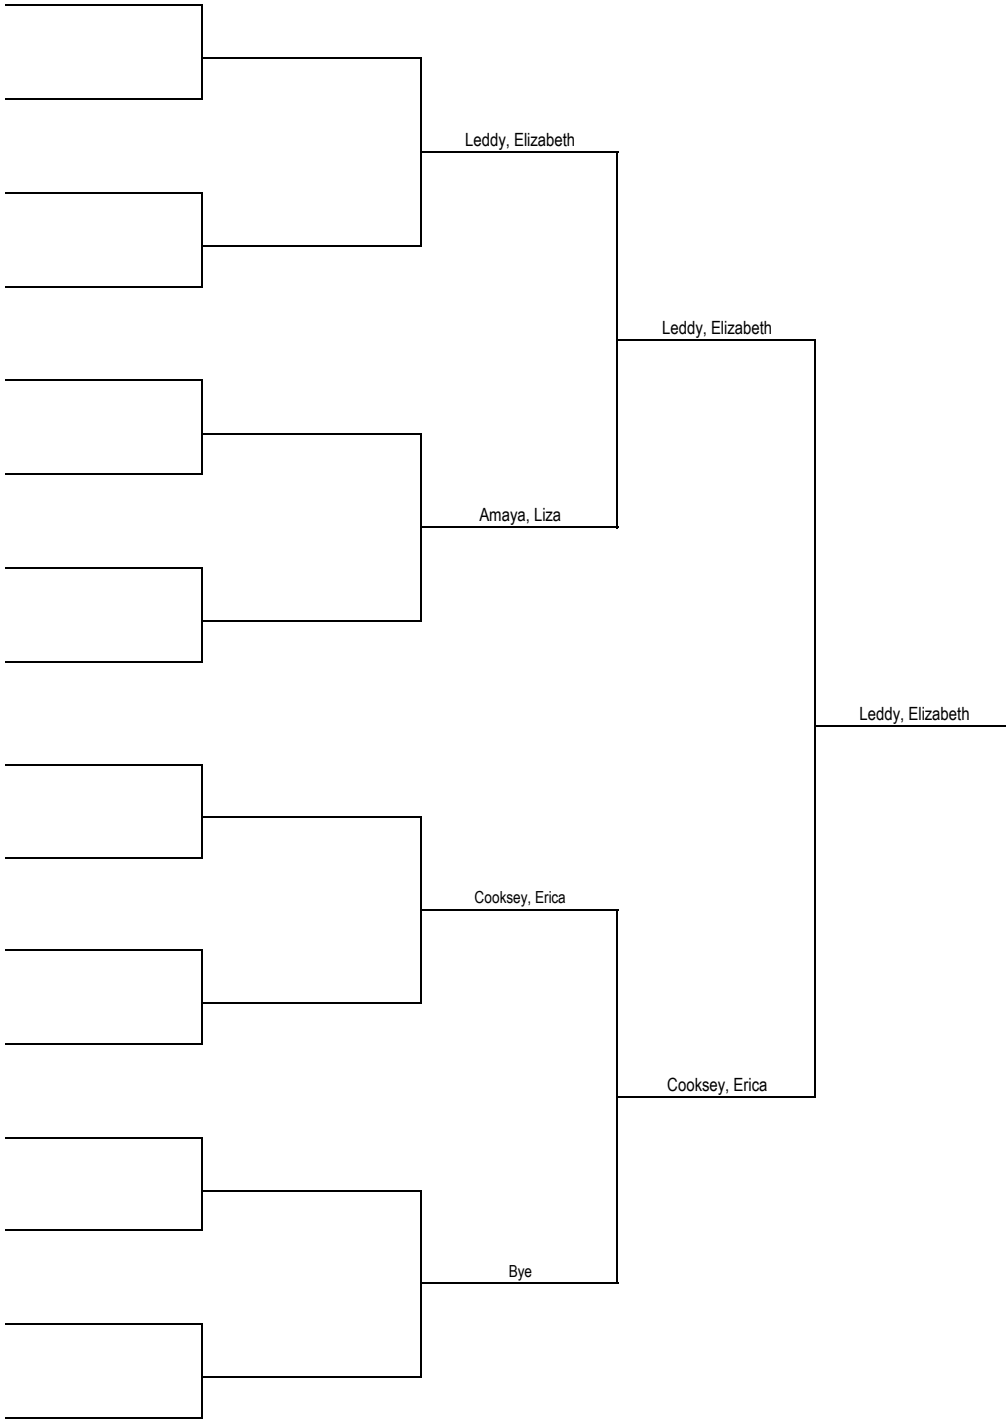 Leddy, Elizabeth
Leddy, Elizabeth
Amaya, Liza
Leddy, Elizabeth
Cooksey, Erica
Cooksey, Erica
Bye